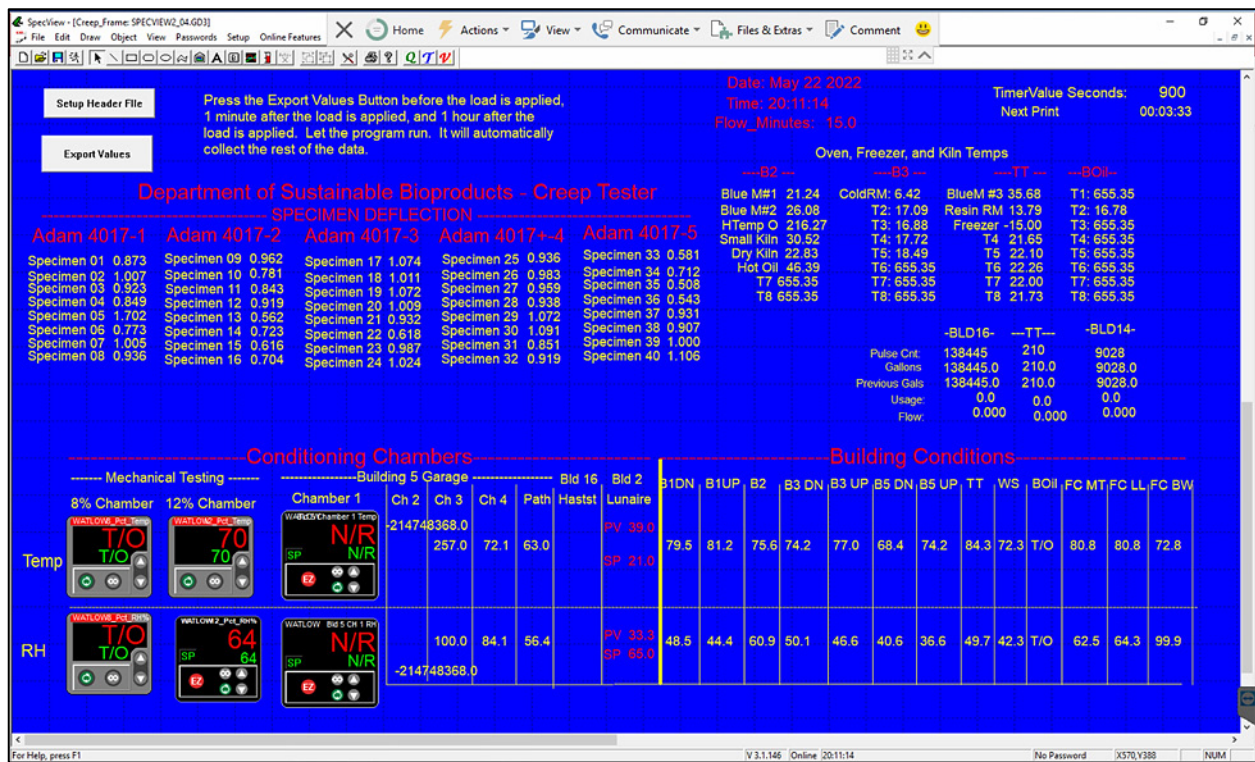 SpecView - [Creep_Frame: SPECVIEW2_04.GD3]
Home Actions View Communicate Files & Extras Comment
File Edit Draw Object View Passwords Setup Online Features
Q T V
Setup Header File
Export Values
Press the Export Values Button before the load is applied,
1 minute after the load is applied, and 1 hour after the
load is applied. Let the program run. It will automatically
collect the rest of the data.
Date: May 22 2022
Time: 20:11:14
Flow_Minutes: 15.0
TimerValue Seconds: 900
Next Print 00:03:33
Department of Sustainable Bioproducts - Creep Tester
SPECIMEN DEFLECTION
Adam 4017-1
Specimen 01 0.873
Specimen 02 1.007
Specimen 03 0.923
Specimen 04 0.849
Specimen 05 1.702
Specimen 06 0.773
Specimen 07 1.005
Specimen 08 0.936
Adam 4017-2
Specimen 09 0.962
Specimen 10 0.781
Specimen 11 0.843
Specimen 12 0.919
Specimen 13 0.562
Specimen 14 0.723
Specimen 15 0.616
Specimen 16 0.704
Adam 4017-3
Specimen 17 1.074
Specimen 18 1.011
Specimen 19 1.072
Specimen 20 1.009
Specimen 21 0.932
Specimen 22 0.618
Specimen 23 0.987
Specimen 24 1.024
Adam 4017+-4
Specimen 25 0.936
Specimen 26 0.983
Specimen 27 0.959
Specimen 28 0.938
Specimen 29 1.072
Specimen 30 1.091
Specimen 31 0.851
Specimen 32 0.919
Adam 4017-5
Specimen 33 0.581
Specimen 34 0.712
Specimen 35 0.508
Specimen 36 0.543
Specimen 37 0.931
Specimen 38 0.907
Specimen 39 1.000
Specimen 40 1.106
Oven, Freezer, and Kiln Temps
----B2 ---
Blue M#1 21.24
Blue M#2 26.08
HTemp O 216.27
Small Kiln 30.52
Dry Kiln 22.83
Hot Oil 46.39
T7 655.35
T8 655.35
----B3 ---
ColdRM: 6.42
T2: 17.09
T3: 16.88
T4: 17.72
T5: 18.49
T6: 655.35
T7: 655.35
T8: 655.35
----TT ---
BlueM #3 35.68
Resin RM 13.79
Freezer -15.00
T4 21.65
T5 22.10
T6 22.26
T7 22.00
T8 21.73
---BOil--
T1: 655.35
T2: 16.78
T3: 655.35
T4: 655.35
T5: 655.35
T6: 655.35
T7: 655.35
T8: 655.35
-BLD16- ---TT--- -BLD14-
Pulse Cnt: 138445 210 9028
Gallons 138445.0 210.0 9028.0
Previous Gals 138445.0 210.0 9028.0
Usage: 0.0 0.0 0.0
Flow: 0.000 0.000 0.000
Conditioning Chambers
------- Mechanical Testing -------
8% Chamber 12% Chamber
Building 5 Garage
Chamber 1 Ch 2 Ch 3 Ch 4 Path
Bld 16 Bld 2
Hastst Lunaire
Temp
WATLOW8_Pct_Temp
T/O
T/O
WATLOW2_Pct_Temp
70
70
Chamber 1 Temp
N/R
SP N/R
EZ
-214748368.0
257.0 72.1 63.0
PV 39.0
SP 21.0
RH
WATLOW8_Pct_RH%
T/O
T/O
WATLOW12_Pct_RH%
64
SP 64
EZ
WATLOW Bld 5 CH 1 RH
N/R
SP N/R
EZ
100.0 84.1 56.4
-214748368.0
PV 33.3
SP 65.0
Building Conditions
B1DN B1UP B2 B3 DN B3 UP B5 DN B5 UP TT WS BOil FC MT FC LL FC BW
79.5 81.2 75.6 74.2 77.0 68.4 74.2 84.3 72.3 T/O 80.8 80.8 72.8
48.5 44.4 60.9 50.1 46.6 40.6 36.6 49.7 42.3 T/O 62.5 64.3 99.9
For Help, press F1
V 3.1.146 Online 20:11:14 No Password X570,Y388 NUM